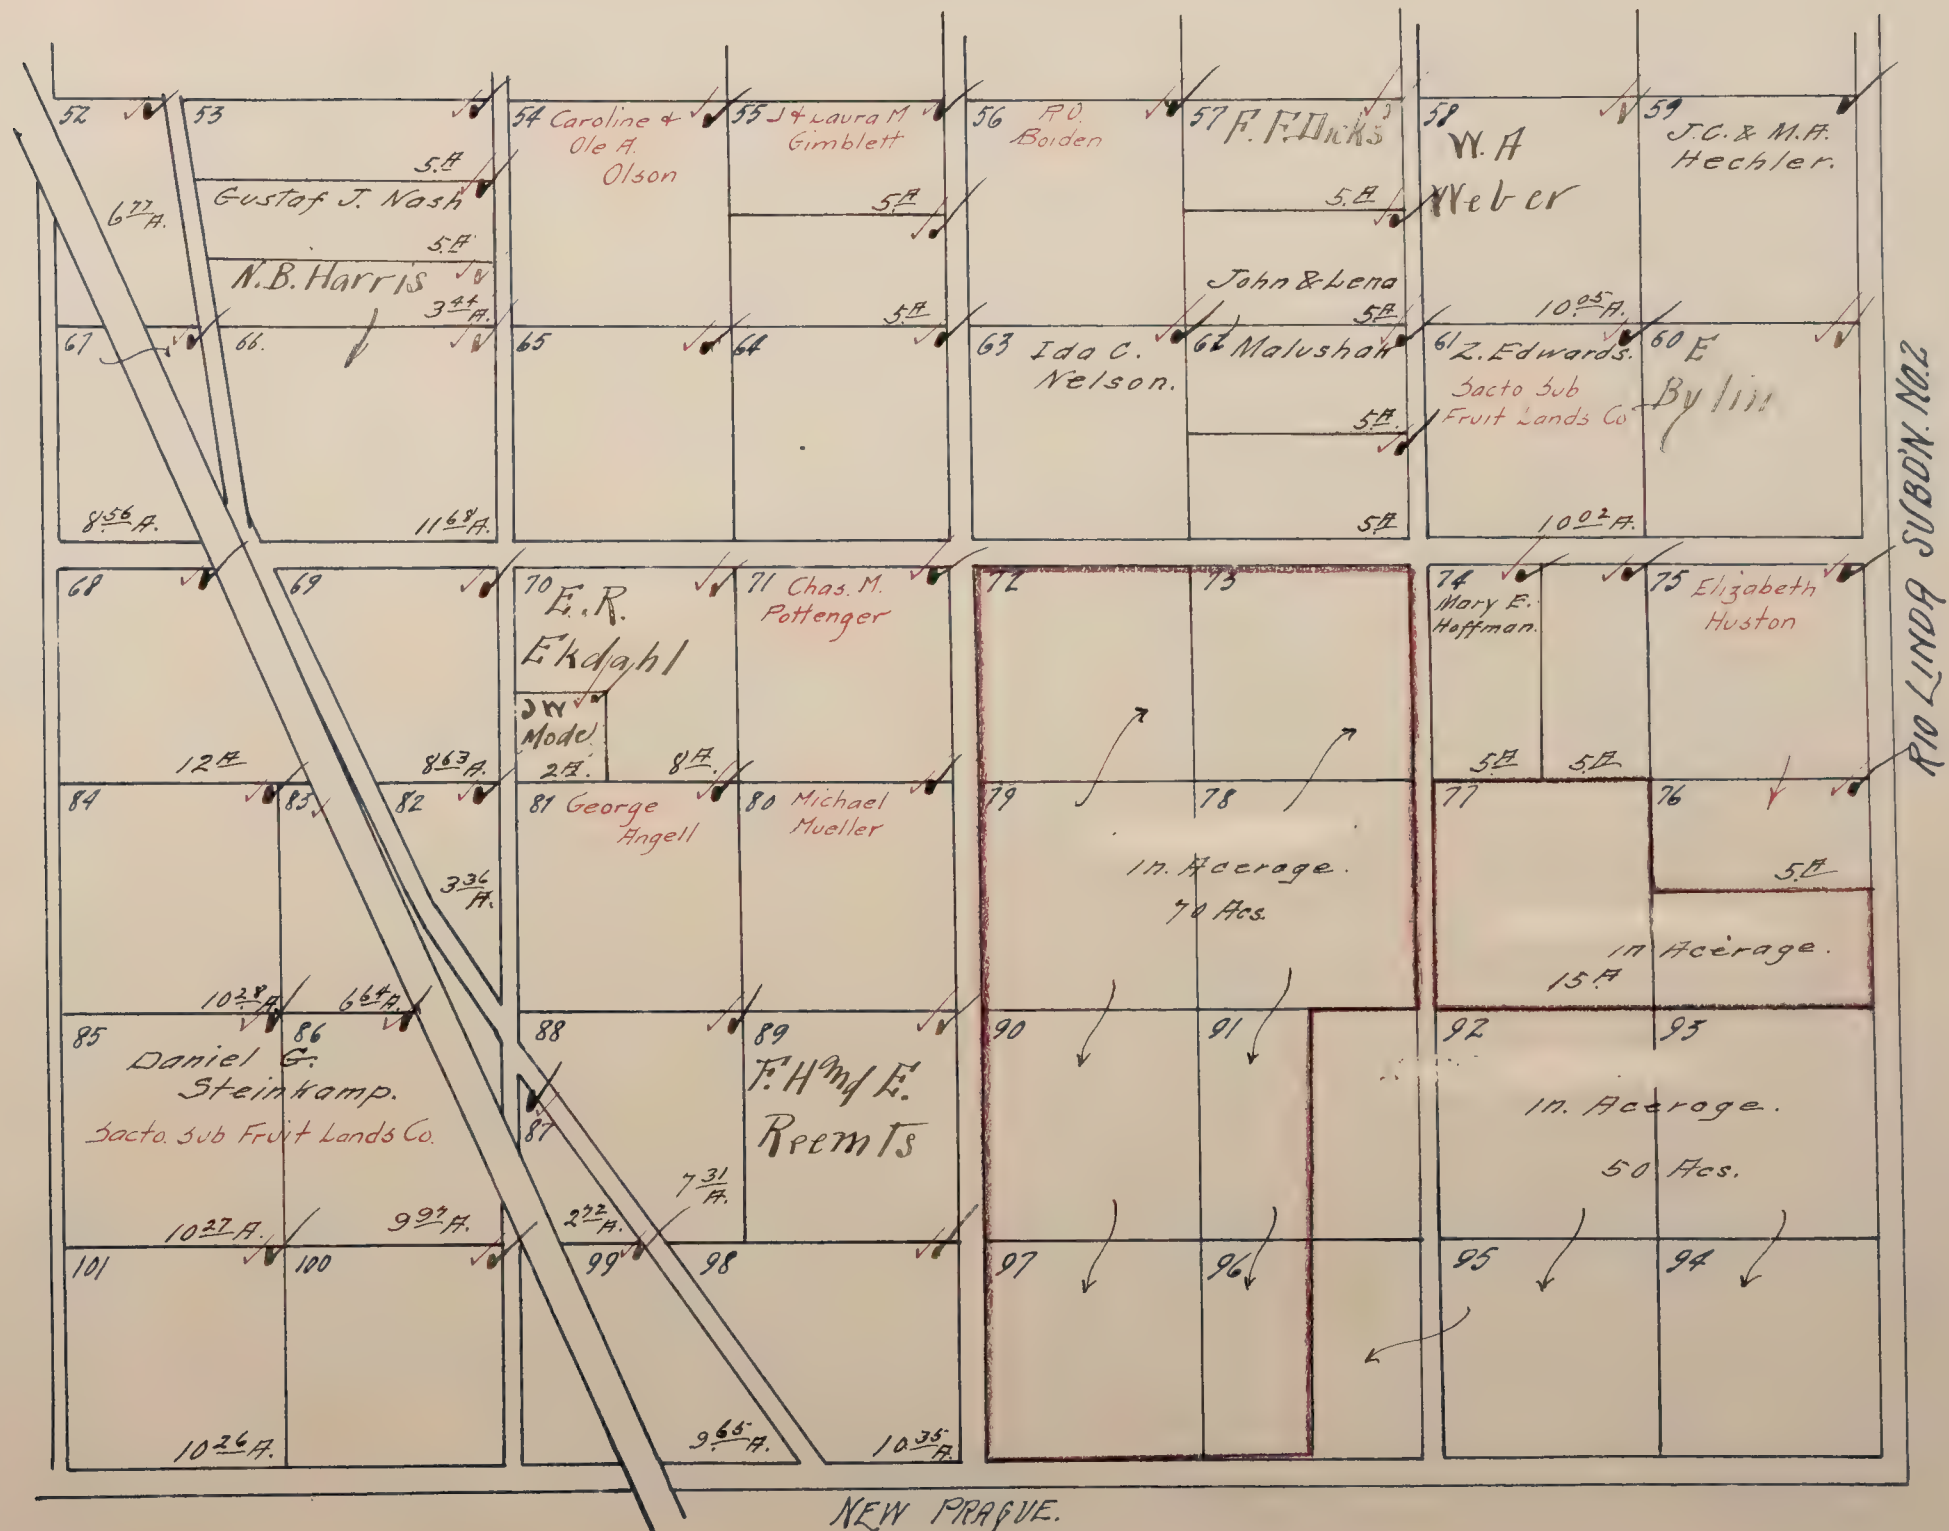 52
53
54 Caroline &
Ole A.
Olson
55 J & Laura M
Gimblett
56
57 F. F. Dicks
58
W. A
Weber
59
J.C. & M.A.
Hechler.
6 77 A.
5.A
Gustaf J. Nash
5.A
N.B. Harris
3 44 A.
5.A
5.A
5.A
John & Lena
5.A
10 05 A.
67
66.
65
64
63 Ida C.
Nelson.
62 Malushak
61 Z. Edwards.
Sacto Sub
Fruit Lands Co
60 E
Bylin
5.A.
8 56 A.
11 68 A.
5A
10 02 A.
RIO LINDA SUBD'N. NO.2
68
69
70 E. R.
Ekdahl
71 Chas. M.
Pottenger
72
73
74
Mary E.
Hoffman.
75 Elizabeth
Huston
Mode
2 A.
8 A.
12 A
8 63 A.
5 A
5 A
84
83
82
81 George
Angell
80 Michael
Mueller
79
78
77
76
3 36 A.
In. Acerage.
70 Acs.
5.A
In Acerage.
15 A
10 28 A.
6 64 A.
85
86
Daniel G.
Steinkamp.
Sacto. Sub Fruit Lands Co.
87
88
89
F. H and E.
Reemts
90
91
92
93
In. Acerage.
50 Acs.
10 27 A.
9 97 A.
2 72 A.
7 31 A.
101
100
99
98
97
96
95
94
10 26 A.
9 65 A.
10 35 A.
NEW PRAGUE.